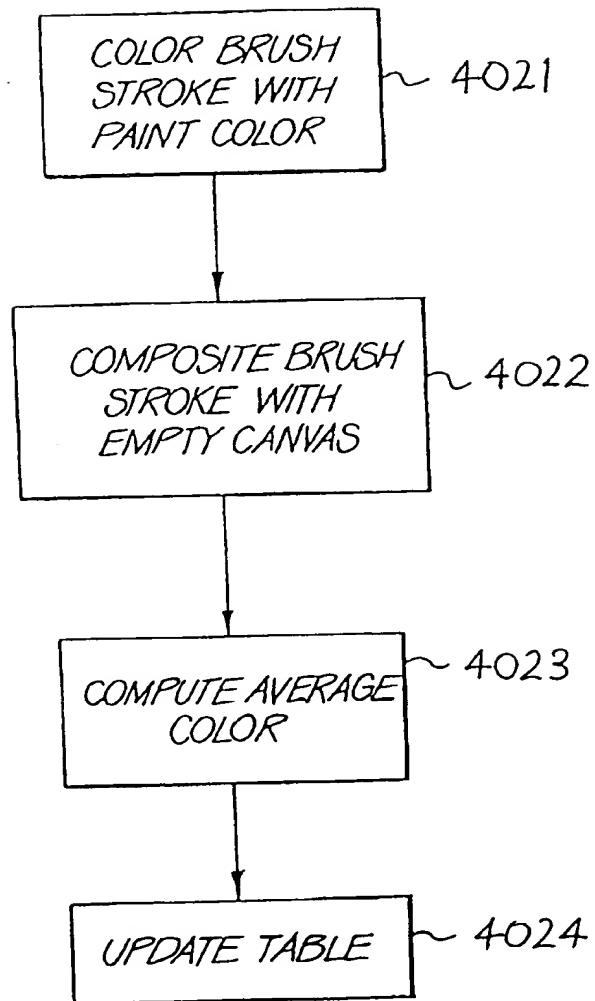 COLOR BRUSH
STROKE WITH
PAINT COLOR
4021
COMPOSITE BRUSH
STROKE WITH
EMPTY CANVAS
4022
COMPUTE AVERAGE
COLOR
4023
UPDATE TABLE
4024